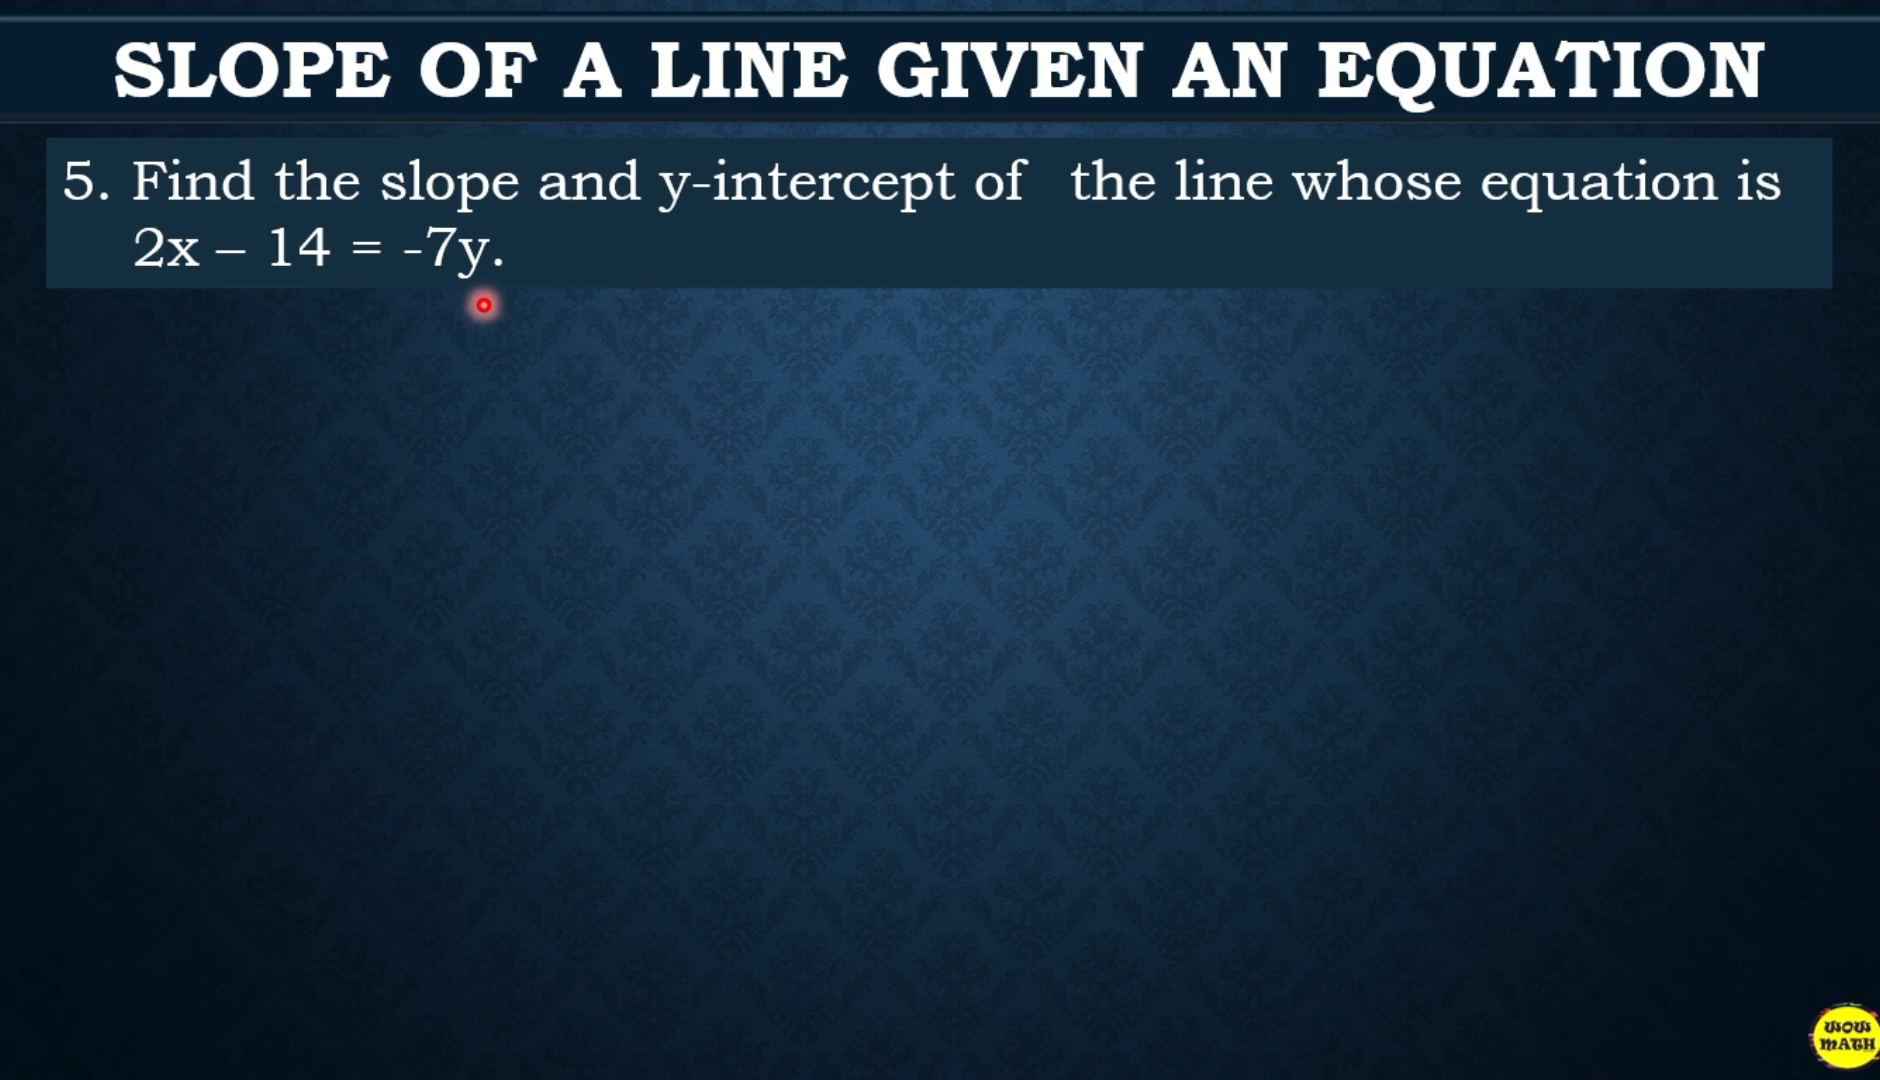 SLOPE OF A LINE GIVEN AN EQUATION
5. Find the slope and y-intercept of the line whose equation is
2x – 14 = -7y.
WOW
MATH